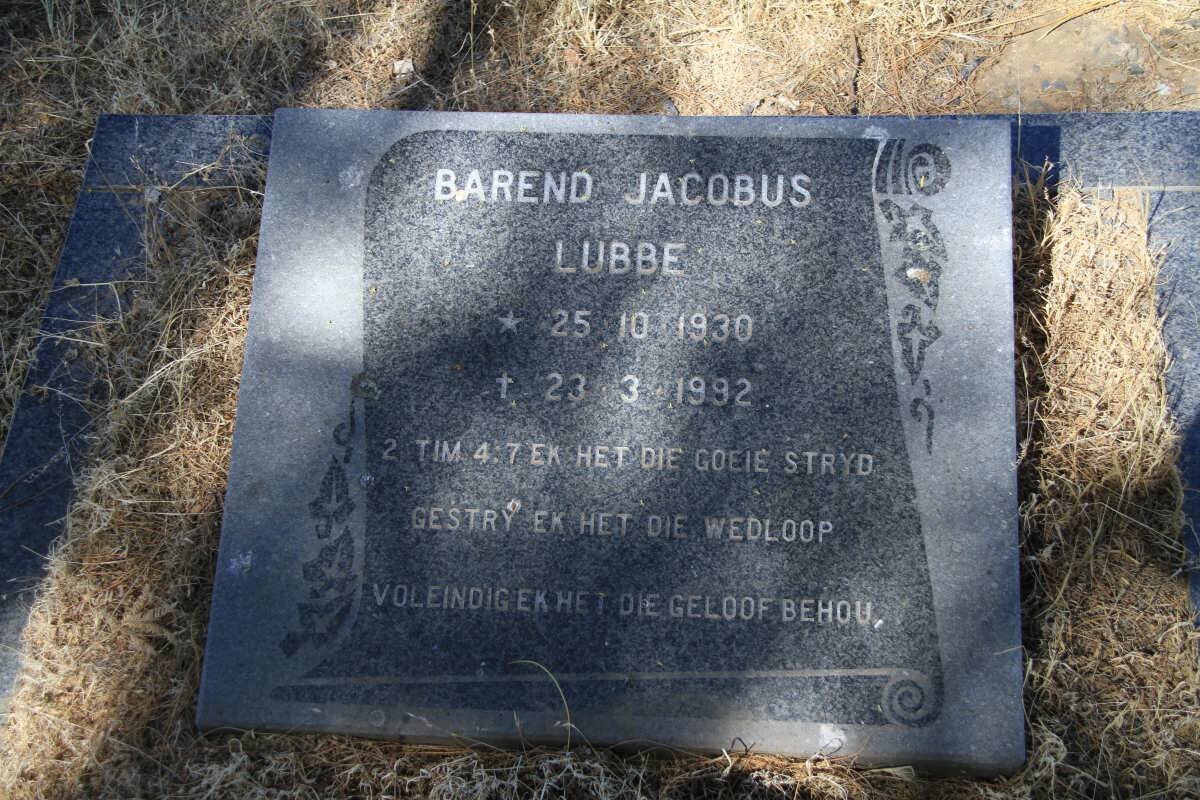 BAREND JACOBUS
LUBBE
★ 25 10 1930
† 23 3 1992
2 TIM 4:7 EK HET DIE GOEIE STRYD
GESTRY EK HET DIE WEDLOOP
VOLEINDIG EK HET DIE GELOOF BEHOU